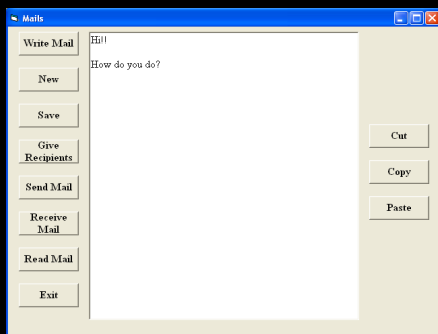 Mails
Write Mail
New
Save
Give
Recipients
Send Mail
Receive
Mail
Read Mail
Exit
Hi!!
How do you do?
Cut
Copy
Paste